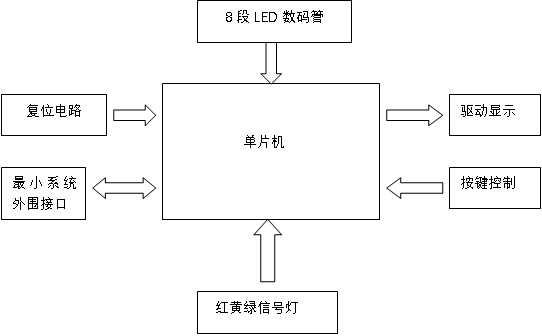 8 段 LED 数码管
复位电路
单片机
驱动显示
最小系统
外围接口
按键控制
红黄绿信号灯